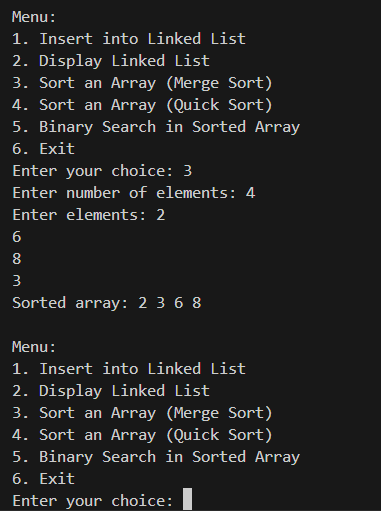 Menu:
1. Insert into Linked List
2. Display Linked List
3. Sort an Array (Merge Sort)
4. Sort an Array (Quick Sort)
5. Binary Search in Sorted Array
6. Exit
Enter your choice: 3
Enter number of elements: 4
Enter elements: 2
6
8
3
Sorted array: 2 3 6 8

Menu:
1. Insert into Linked List
2. Display Linked List
3. Sort an Array (Merge Sort)
4. Sort an Array (Quick Sort)
5. Binary Search in Sorted Array
6. Exit
Enter your choice: